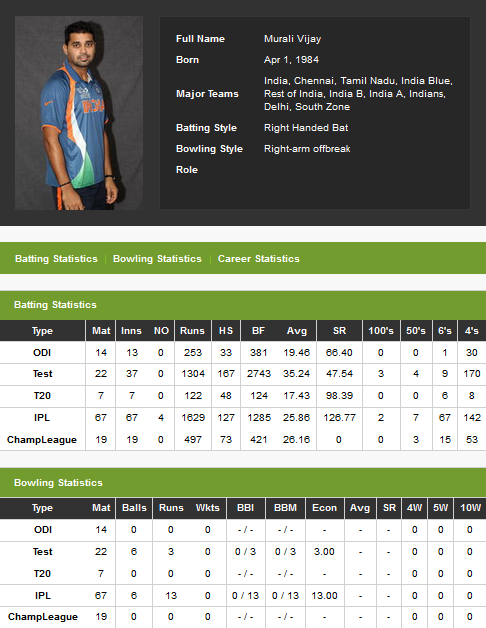 Full Name Murali Vijay
Born Apr 1, 1984
Major Teams India, Chennai, Tamil Nadu, India Blue,
Rest of India, India B, India A, Indians,
Delhi, South Zone
Batting Style Right Handed Bat
Bowling Style Right-arm offbreak
Role
Batting Statistics | Bowling Statistics | Career Statistics
Batting Statistics
Type Mat Inns NO Runs HS BF Avg SR 100's 50's 6's 4's
ODI 14 13 0 253 33 381 19.46 66.40 0 0 1 30
Test 22 37 0 1304 167 2743 35.24 47.54 3 4 9 170
T20 7 7 0 122 48 124 17.43 98.39 0 0 6 8
IPL 67 67 4 1629 127 1285 25.86 126.77 2 7 67 142
ChampLeague 19 19 0 497 73 421 26.16 0 0 3 15 53
Bowling Statistics
Type Mat Balls Runs Wkts BBI BBM Econ Avg SR 4W 5W 10W
ODI 14 0 0 0 - / - - / - - - - 0 0 0
Test 22 6 3 0 0 / 3 0 / 3 3.00 - - 0 0 0
T20 7 0 0 0 - / - - / - - - - 0 0 0
IPL 67 6 13 0 0 / 13 0 / 13 13.00 - - 0 0 0
ChampLeague 19 0 0 0 - / - - / - - - - 0 0 0